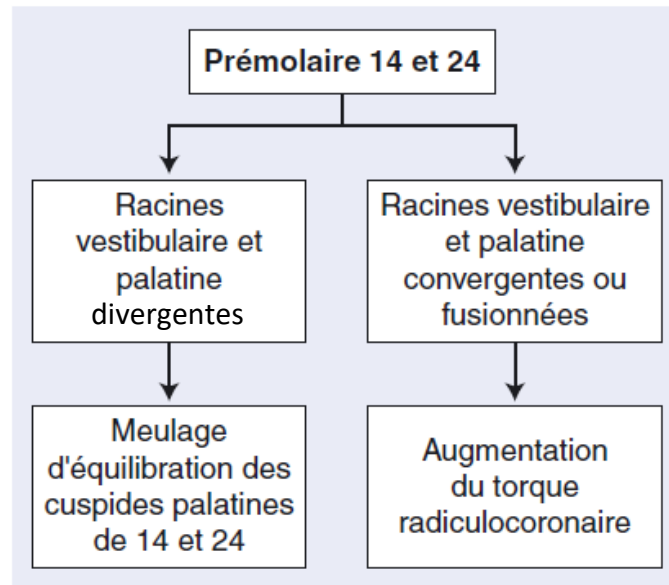 Prémolaire 14 et 24
Racines
vestibulaire et
palatine
divergentes
Racines vestibulaire
et palatine
convergentes ou
fusionnées
Meulage
d'équilibration des
cuspides palatines
de 14 et 24
Augmentation
du torque
radiculocoronaire